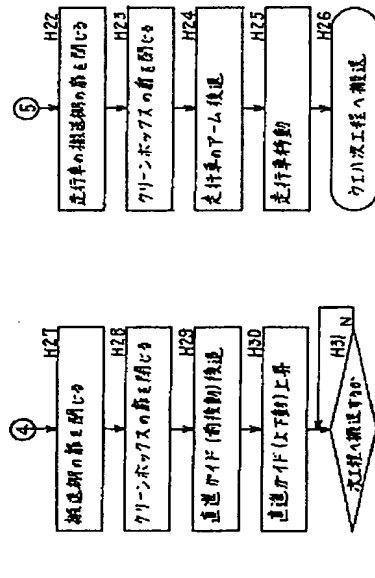 ④
H27
搬送棚の扉を閉じる
H28
クリーンボックスの扉を閉じる
H29
直進ガイド(前後動)後退
H30
直進ガイド(上下動)上昇
H31
次工程へ搬送するか
N
⑤
H22
走行車の搬送棚の扉を閉じる
H23
クリーンボックスの扉を閉じる
H24
走行車のアーム後退
H25
走行車移動
H26
ウエハ次工程へ搬送